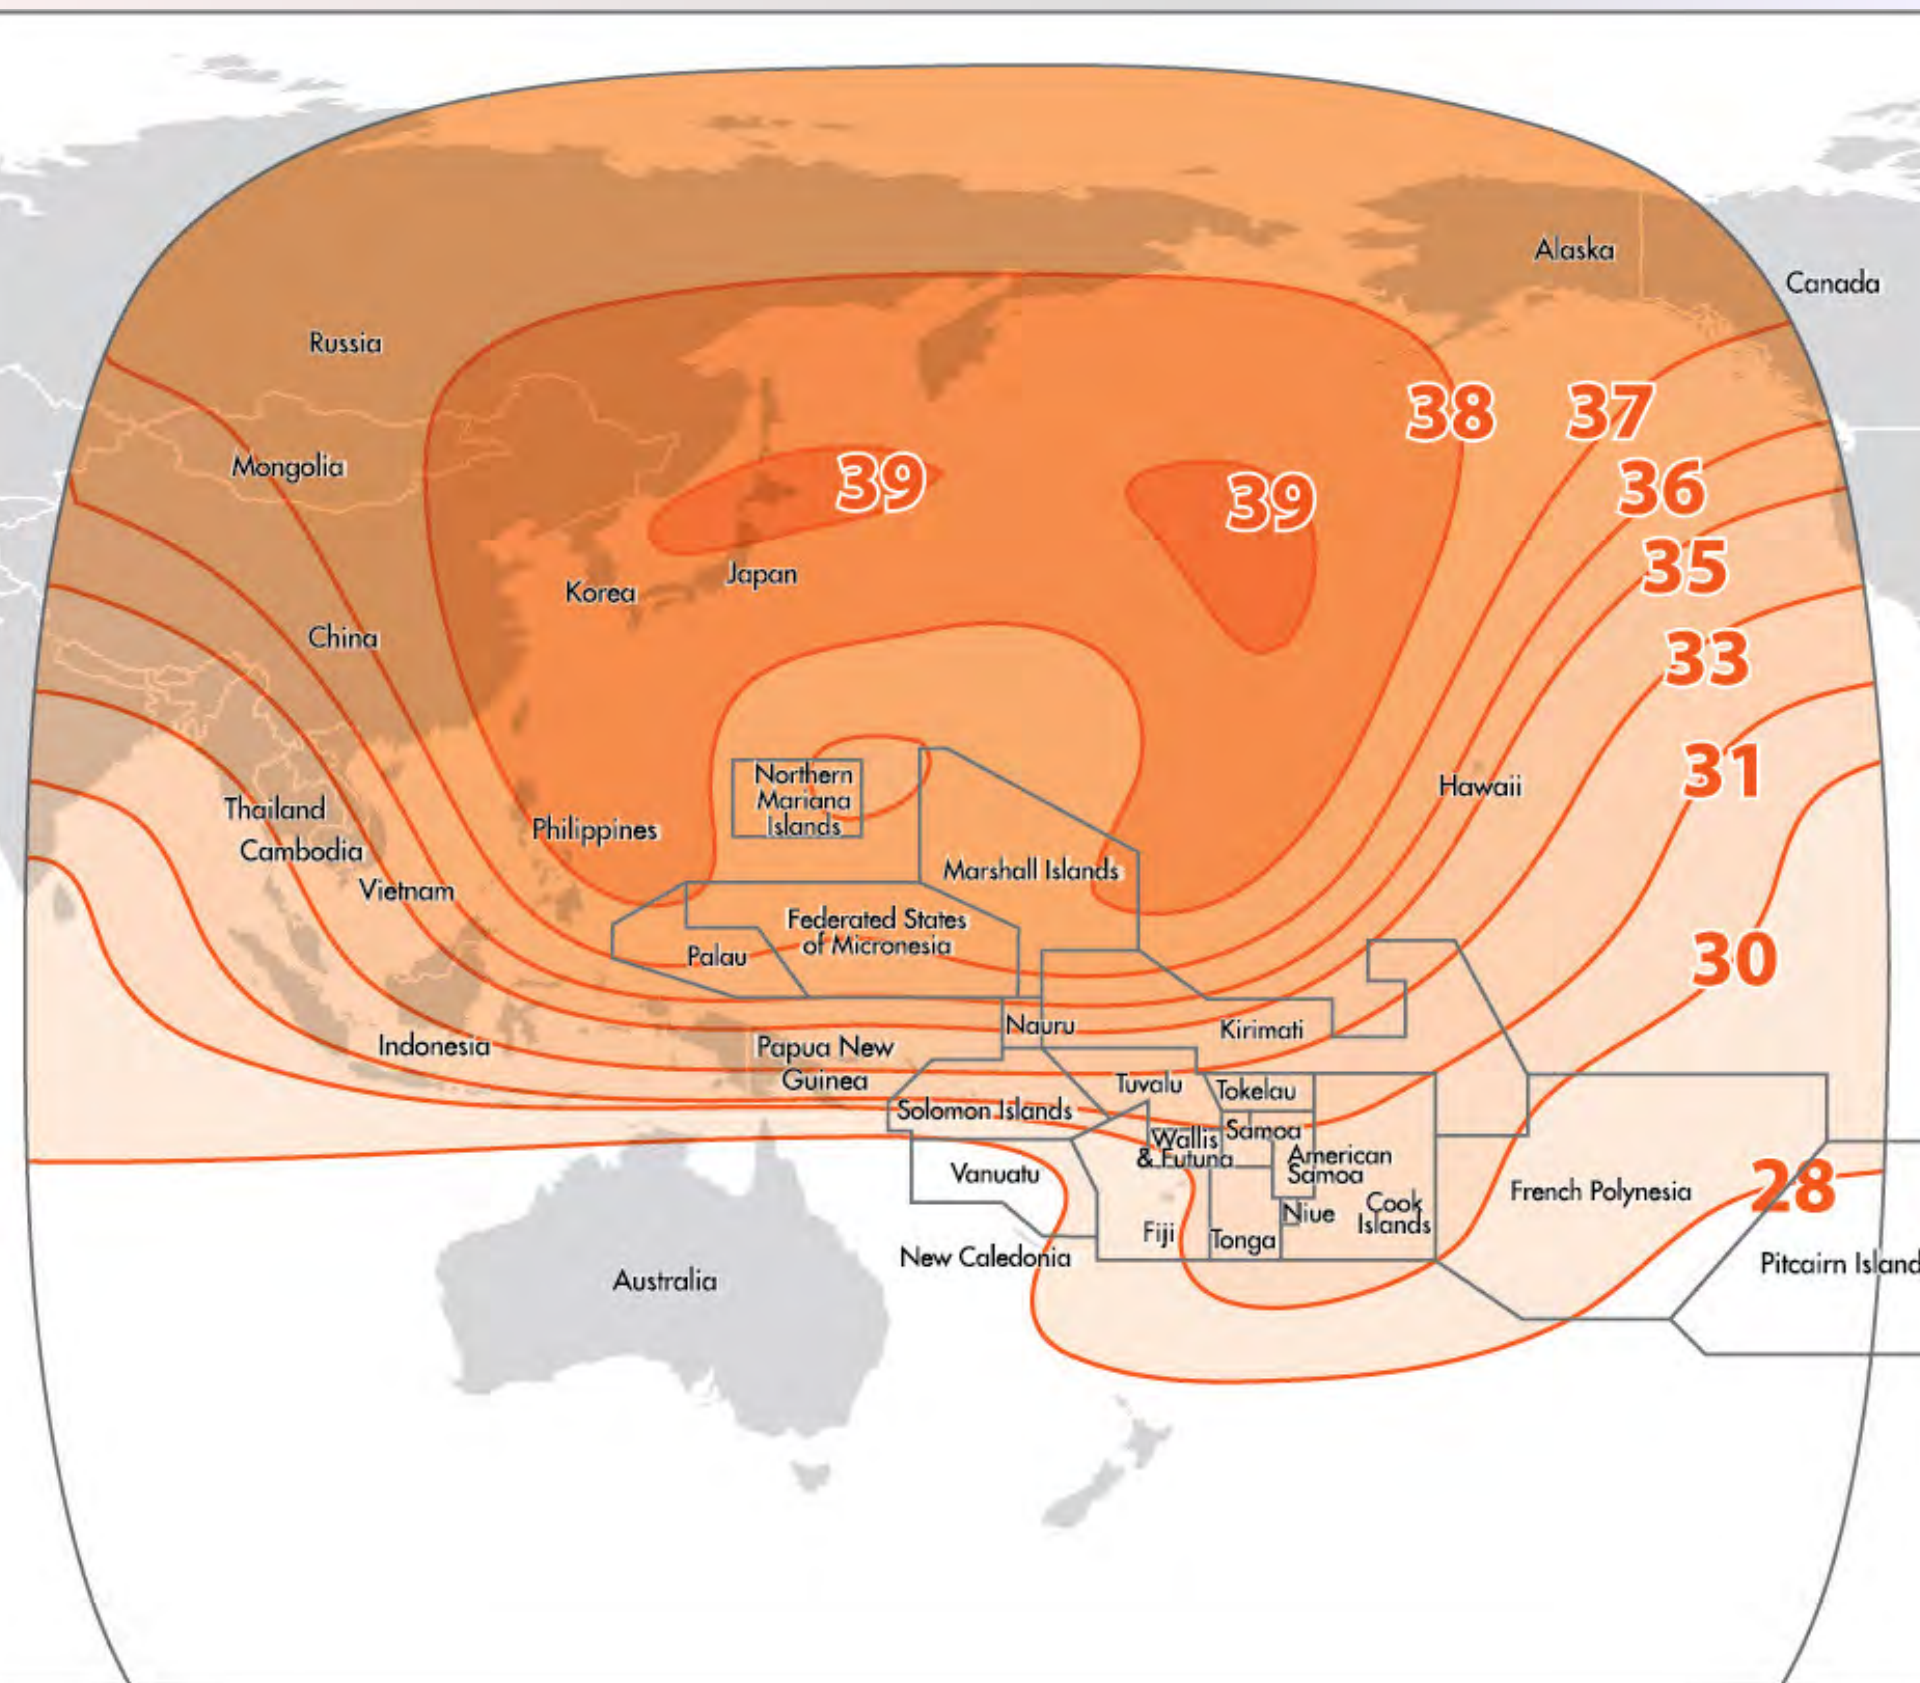 Alaska
Canada
Russia
38
37
Mongolia
39
39
36
35
Japan
Korea
China
33
31
Northern
Mariana
Islands
Hawaii
Thailand
Philippines
Cambodia
Marshall Islands
Vietnam
Federated States
of Micronesia
Palau
30
Nauru
Kirimati
Indonesia
Papua New
Guinea
Tuvalu
Tokelau
Solomon Islands
Samoa
Wallis
& Futuna
American
Samoa
Vanuatu
French Polynesia
28
Cook
Islands
Niue
Fiji
Tonga
New Caledonia
Pitcairn Island
Australia